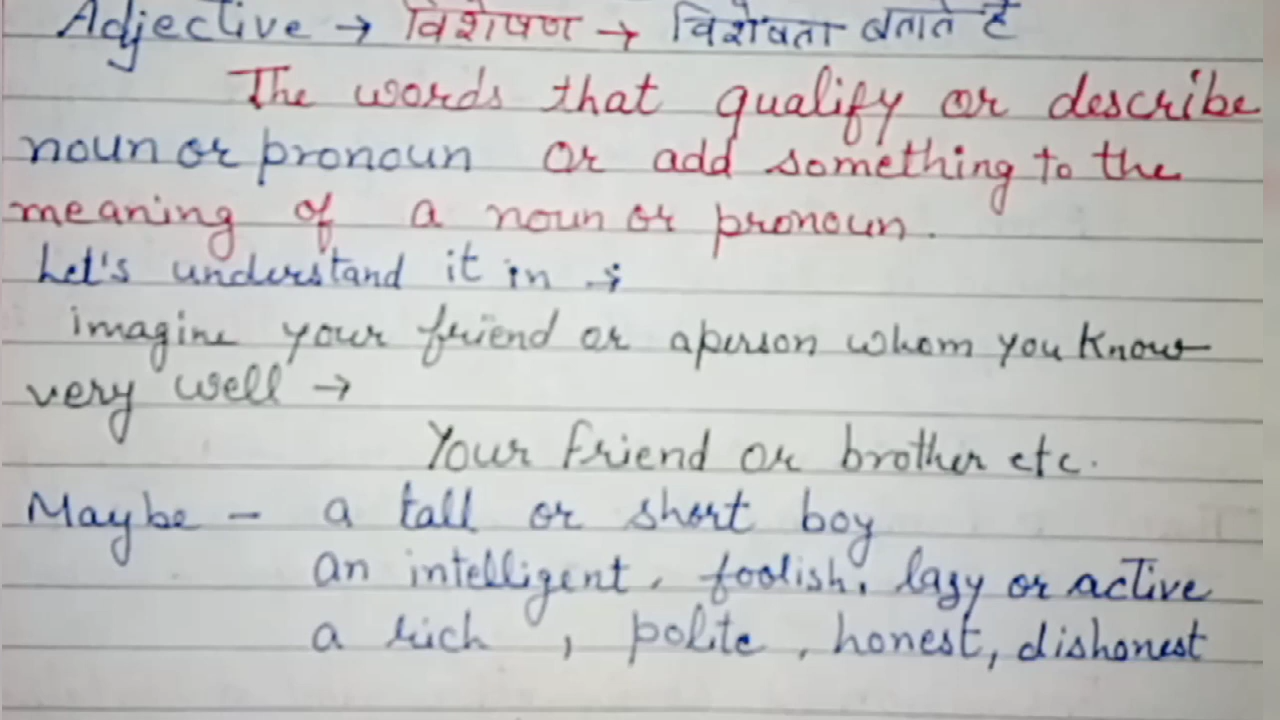 Adjective → विशेषण → विशेषता बताते हैं
The words that qualify or describe
noun or pronoun or add something to the
meaning of a noun or pronoun.
Let's understand it in →
imagine your friend or a person whom you know
very well →
Your friend or brother etc.
Maybe - a tall or short boy
an intelligent, foolish, lazy or active
a rich, polite, honest, dishonest